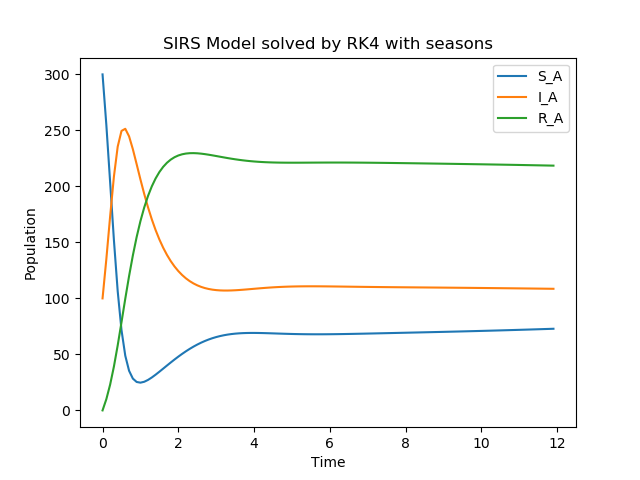 SIRS Model solved by RK4 with seasons
300
250
200
150
100
50
0
Population
S_A
I_A
R_A
0 2 4 6 8 10 12
Time